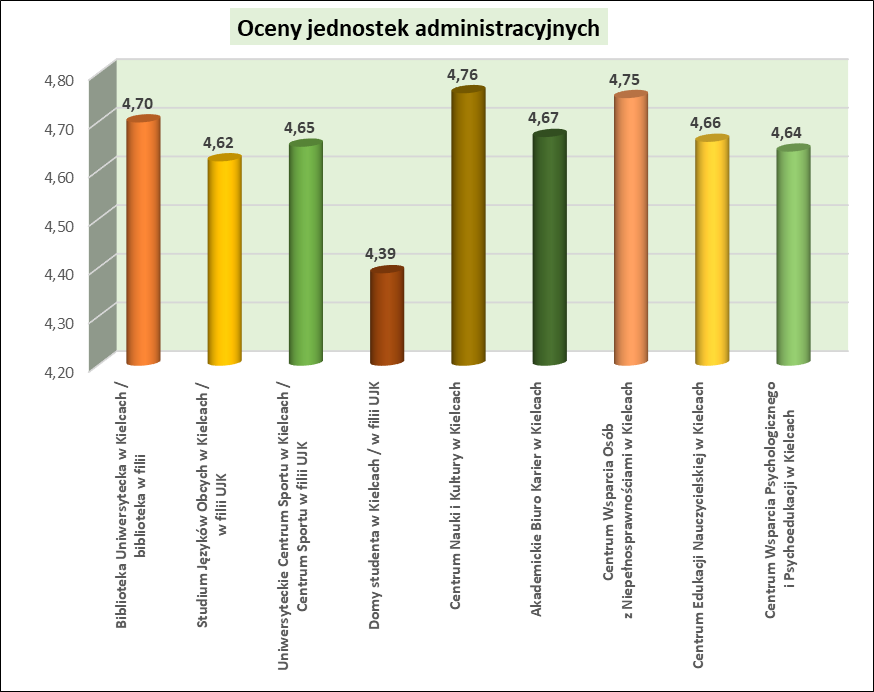 Oceny jednostek administracyjnych
4,80
4,70
4,60
4,50
4,40
4,30
4,20
4,70
4,62
4,65
4,39
4,76
4,67
4,75
4,66
4,64
Biblioteka Uniwersytecka w Kielcach /
biblioteka w filii
Studium Języków Obcych w Kielcach /
w filii UJK
Uniwersyteckie Centrum Sportu w Kielcach /
Centrum Sportu w filii UJK
Domy studenta w Kielcach / w filii UJK
Centrum Nauki i Kultury w Kielcach
Akademickie Biuro Karier w Kielcach
Centrum Wsparcia Osób
z Niepełnosprawnościami w Kielcach
Centrum Edukacji Nauczycielskiej w Kielcach
Centrum Wsparcia Psychologicznego
i Psychoedukacji w Kielcach